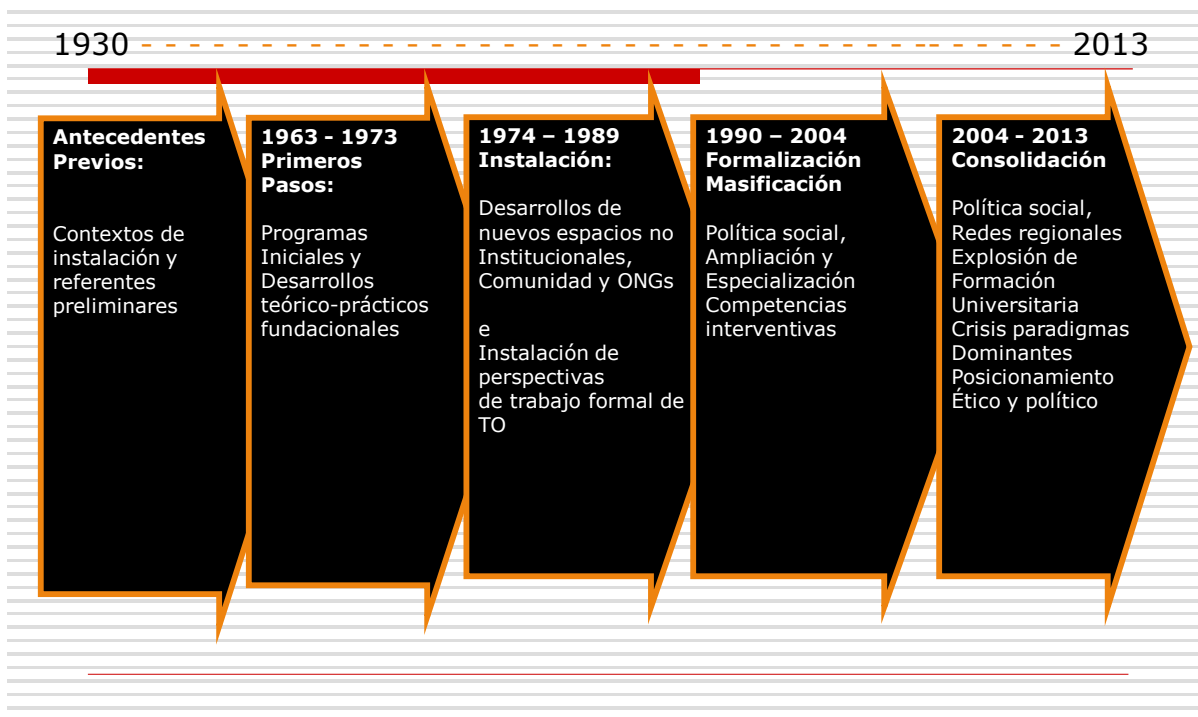 1930
2013
Antecedentes
Previos:
Contextos de
instalación y
referentes
preliminares
1963 - 1973
Primeros
Pasos:
Programas
Iniciales y
Desarrollos
teórico-prácticos
fundacionales
1974 – 1989
Instalación:
Desarrollos de
nuevos espacios no
Institucionales,
Comunidad y ONGs
e
Instalación de
perspectivas
de trabajo formal de
TO
1990 – 2004
Formalización
Masificación
Política social,
Ampliación y
Especialización
Competencias
interventivas
2004 - 2013
Consolidación
Política social,
Redes regionales
Explosión de
Formación
Universitaria
Crisis paradigmas
Dominantes
Posicionamiento
Ético y político